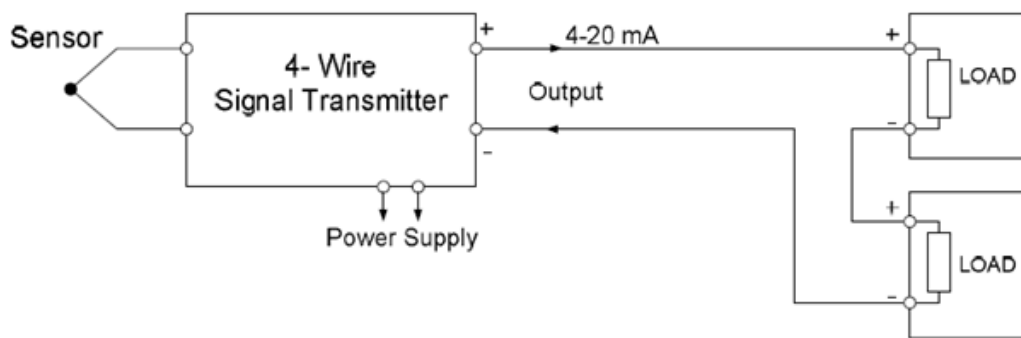 Sensor
4- Wire
Signal Transmitter
+
4-20 mA
Output
-
Power Supply
+
LOAD
-
+
LOAD
-